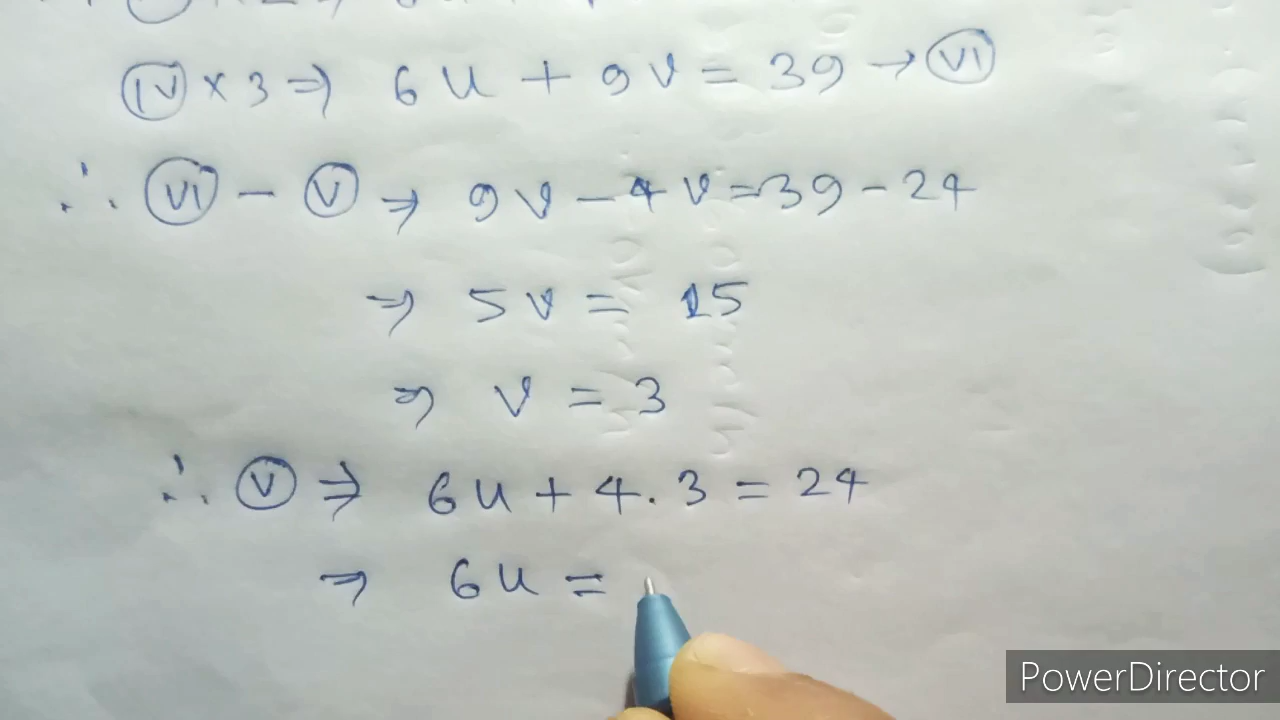 (IV) × 3 ⇒ 6u + 9v = 39 → (VI)
∴ (VI) - (V) ⇒ 9v - 4v = 39 - 24
⇒ 5v = 15
⇒ v = 3
∴ (V) ⇒ 6u + 4.3 = 24
⇒ 6u =
PowerDirector